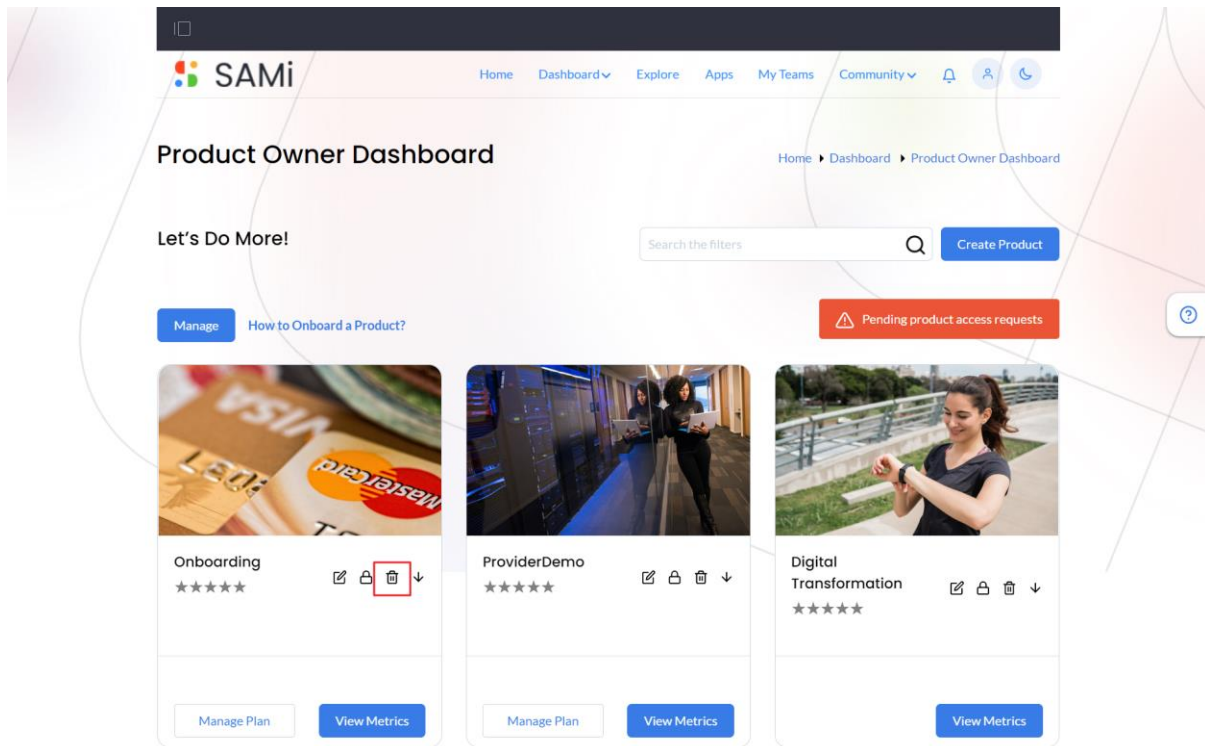 SAMi
Home Dashboard Explore Apps My Teams Community
Product Owner Dashboard
Home Dashboard Product Owner Dashboard
Let's Do More!
Search the filters
Create Product
Manage
How to Onboard a Product?
Pending product access requests
VISA
MasterCard
Onboarding
ProviderDemo
Digital
Transformation
Manage Plan
View Metrics
Manage Plan
View Metrics
View Metrics